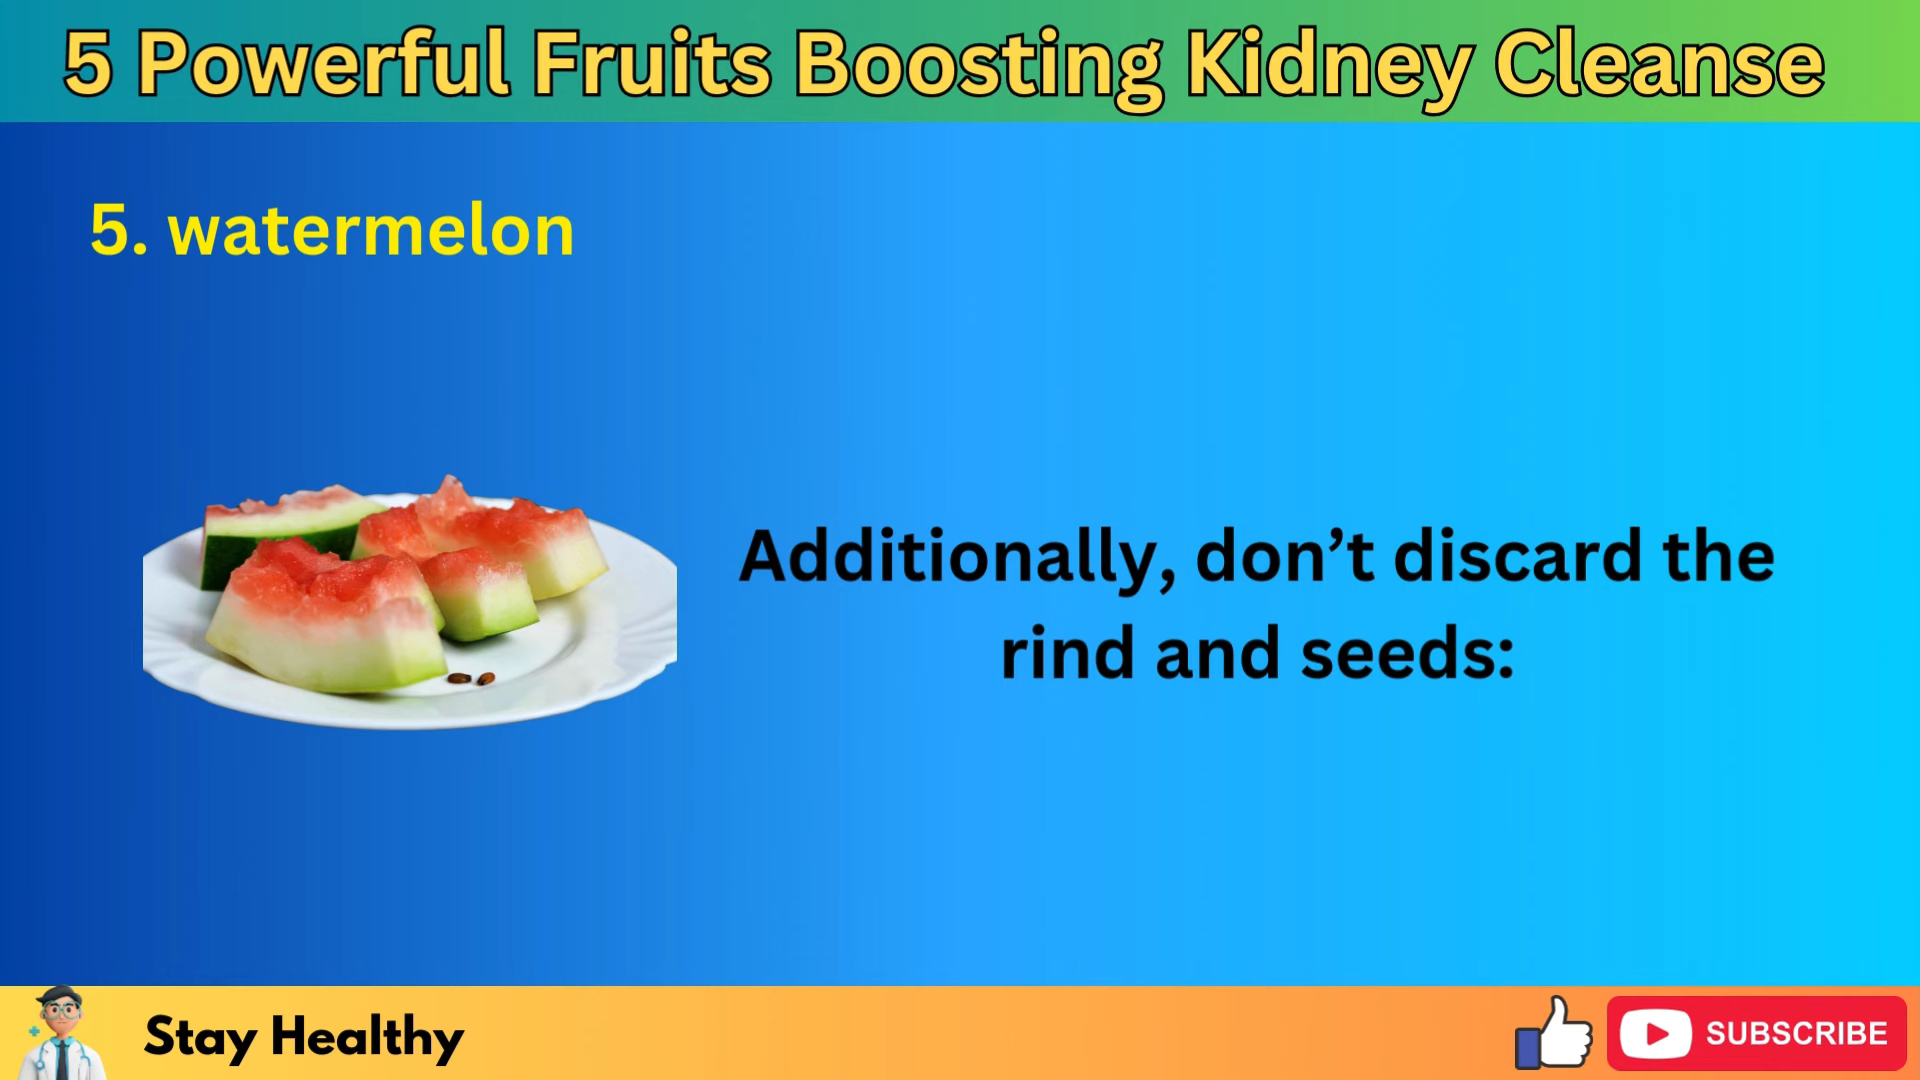 5 Powerful Fruits Boosting Kidney Cleanse
5. watermelon
Additionally, don’t discard the
rind and seeds:
Stay Healthy
SUBSCRIBE